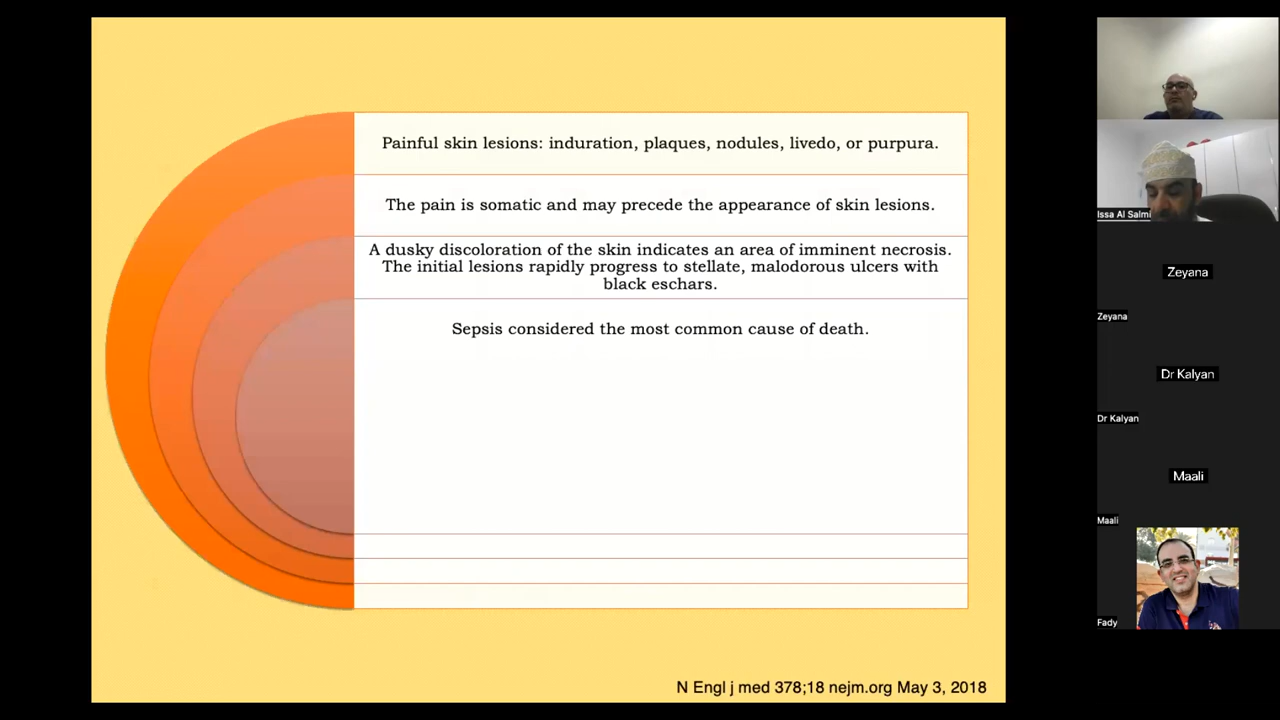 Painful skin lesions: induration, plaques, nodules, livedo, or purpura.
The pain is somatic and may precede the appearance of skin lesions.
A dusky discoloration of the skin indicates an area of imminent necrosis.
The initial lesions rapidly progress to stellate, malodorous ulcers with
black eschars.
Sepsis considered the most common cause of death.
N Engl j med 378;18 nejm.org May 3, 2018
Issa Al Salmi
Zeyana
Zeyana
Dr Kalyan
Dr Kalyan
Maali
Maali
Fady